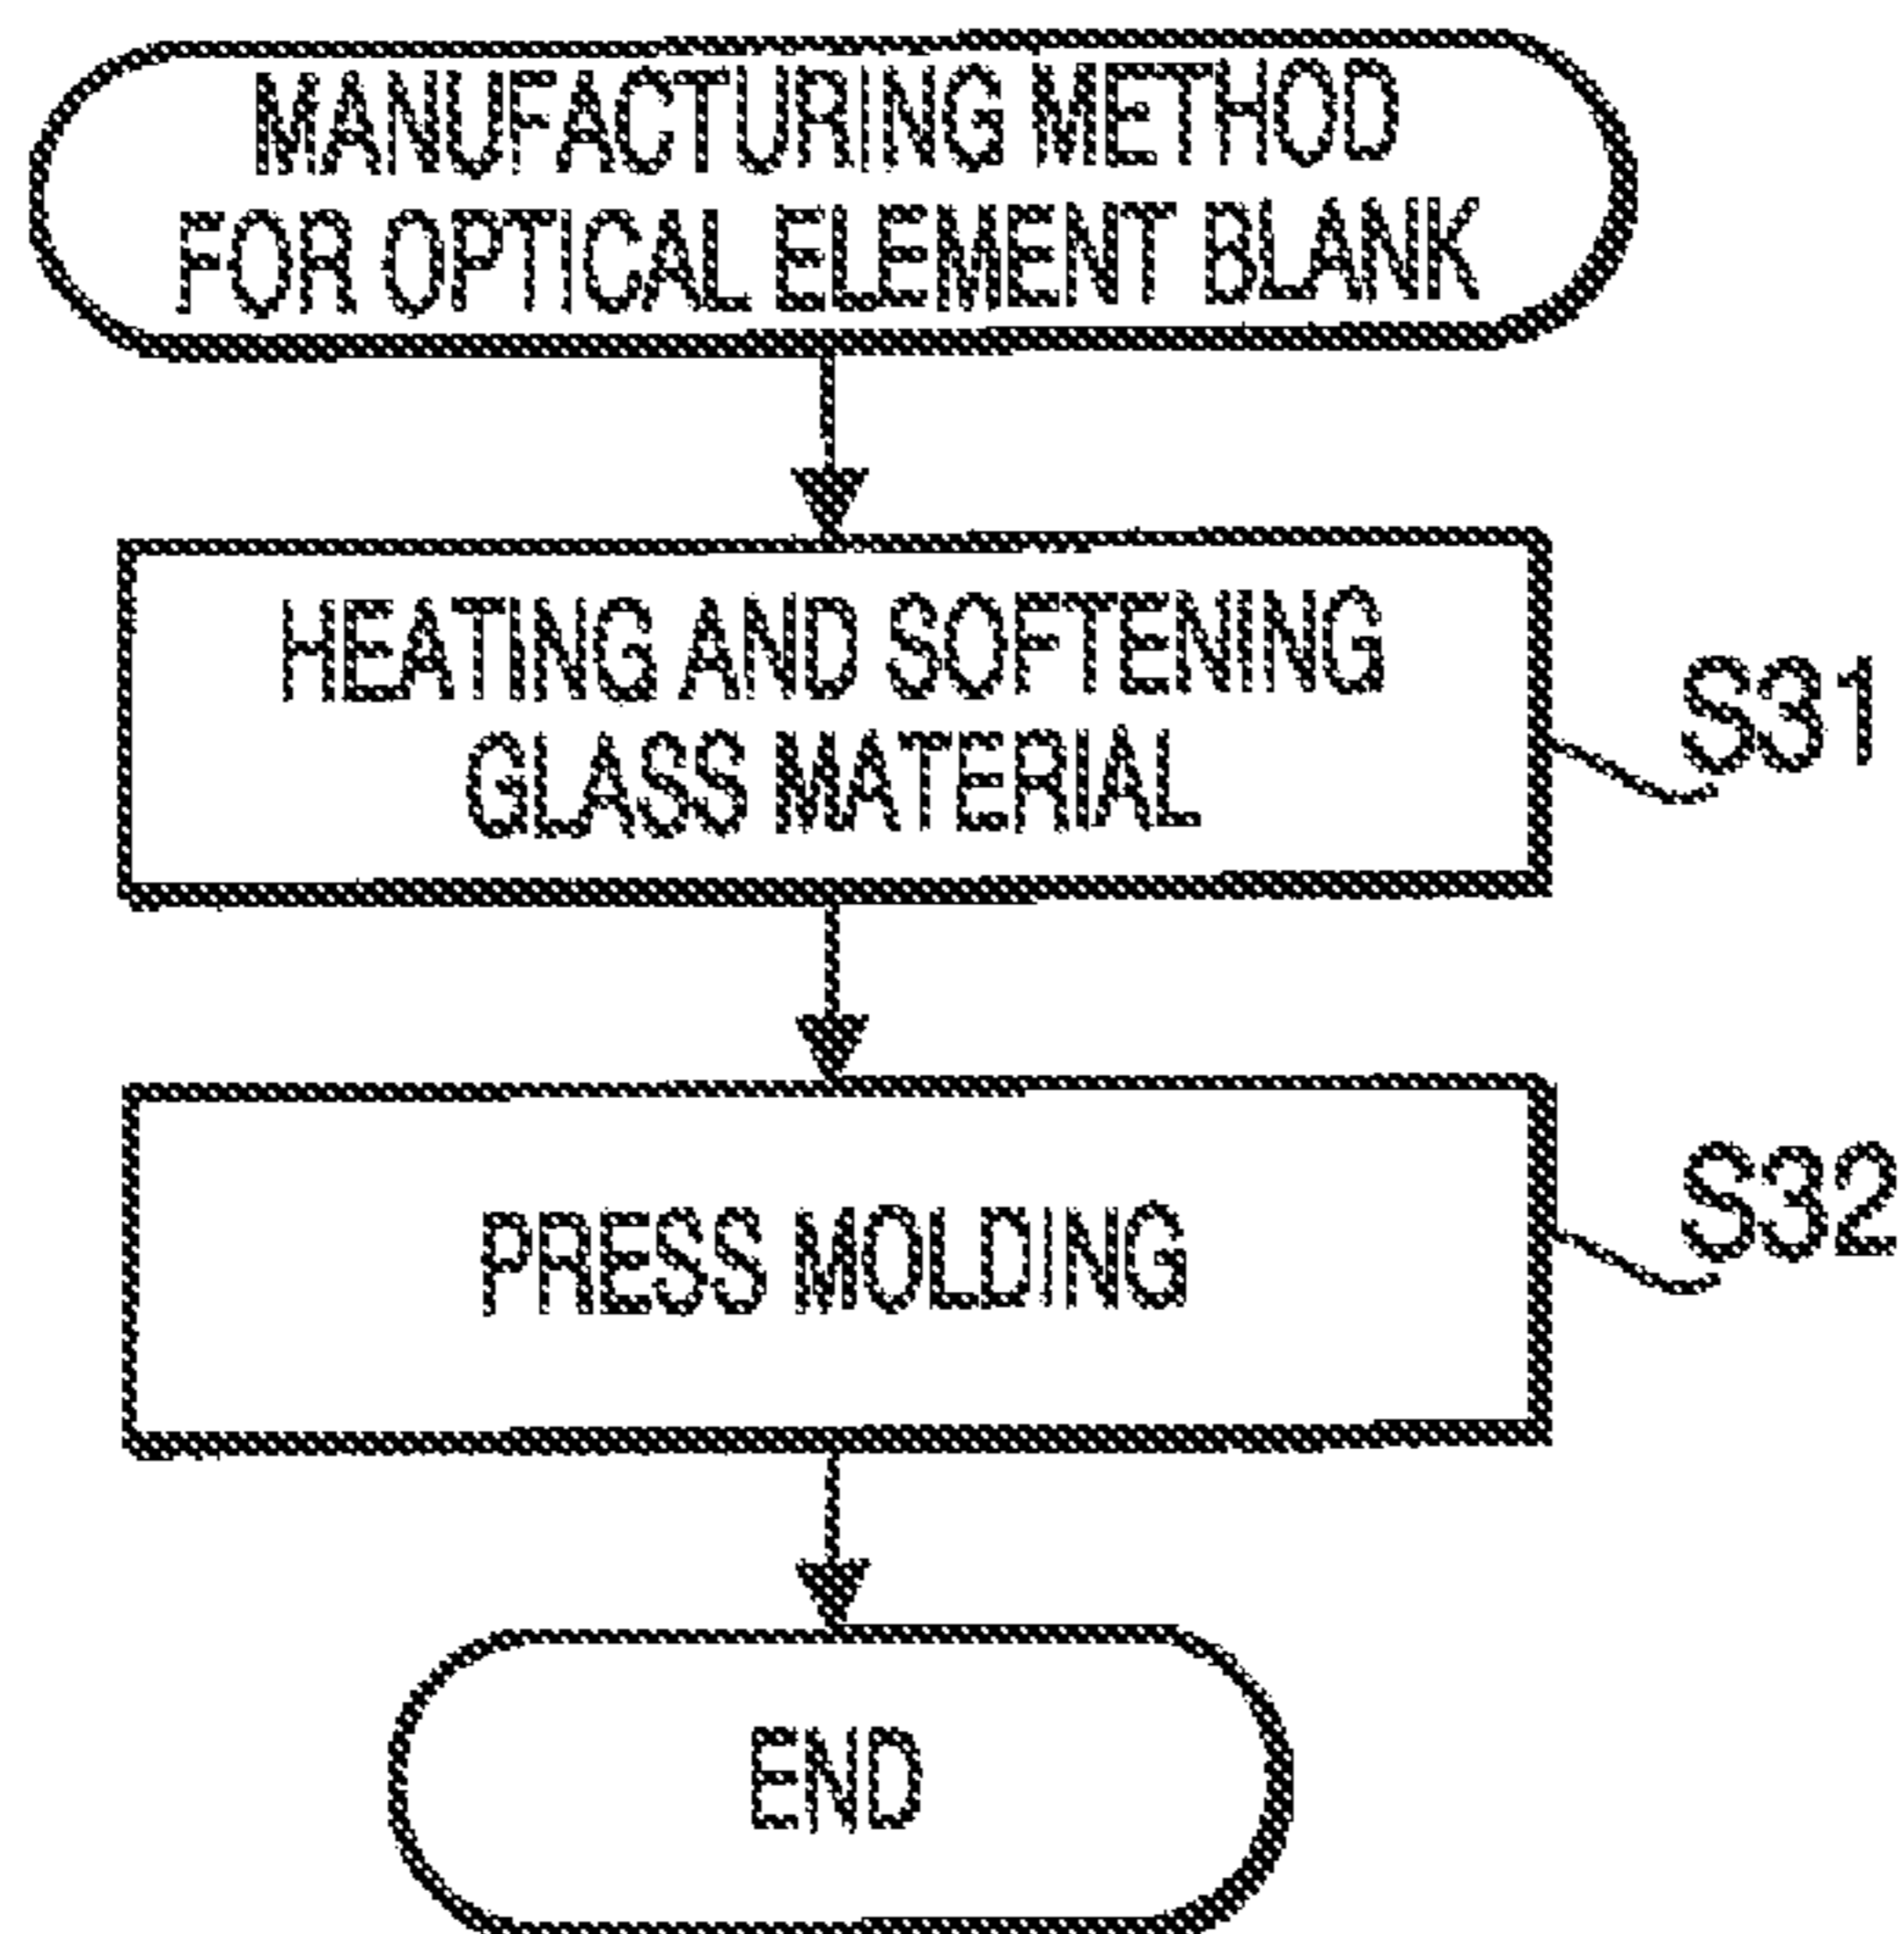 MANUFACTURING METHOD
FOR OPTICAL ELEMENT BLANK
HEATING AND SOFTENING
GLASS MATERIAL
S31
PRESS MOLDING
S32
END